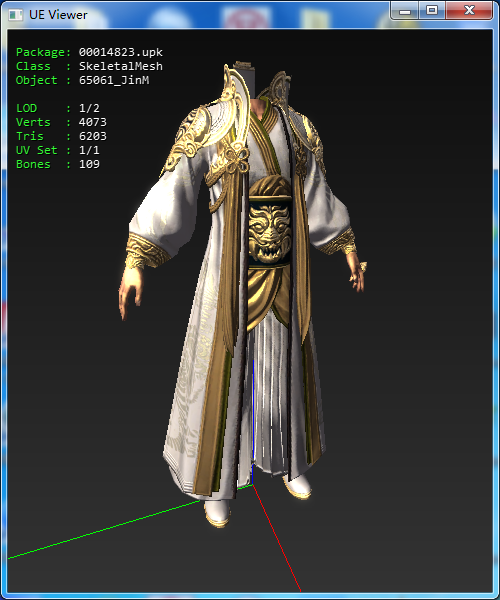 UE Viewer
Package: 00014823.upk
Class : SkeletalMesh
Object : 65061_JinM
LOD : 1/2
Verts : 4073
Tris : 6203
UV Set : 1/1
Bones : 109